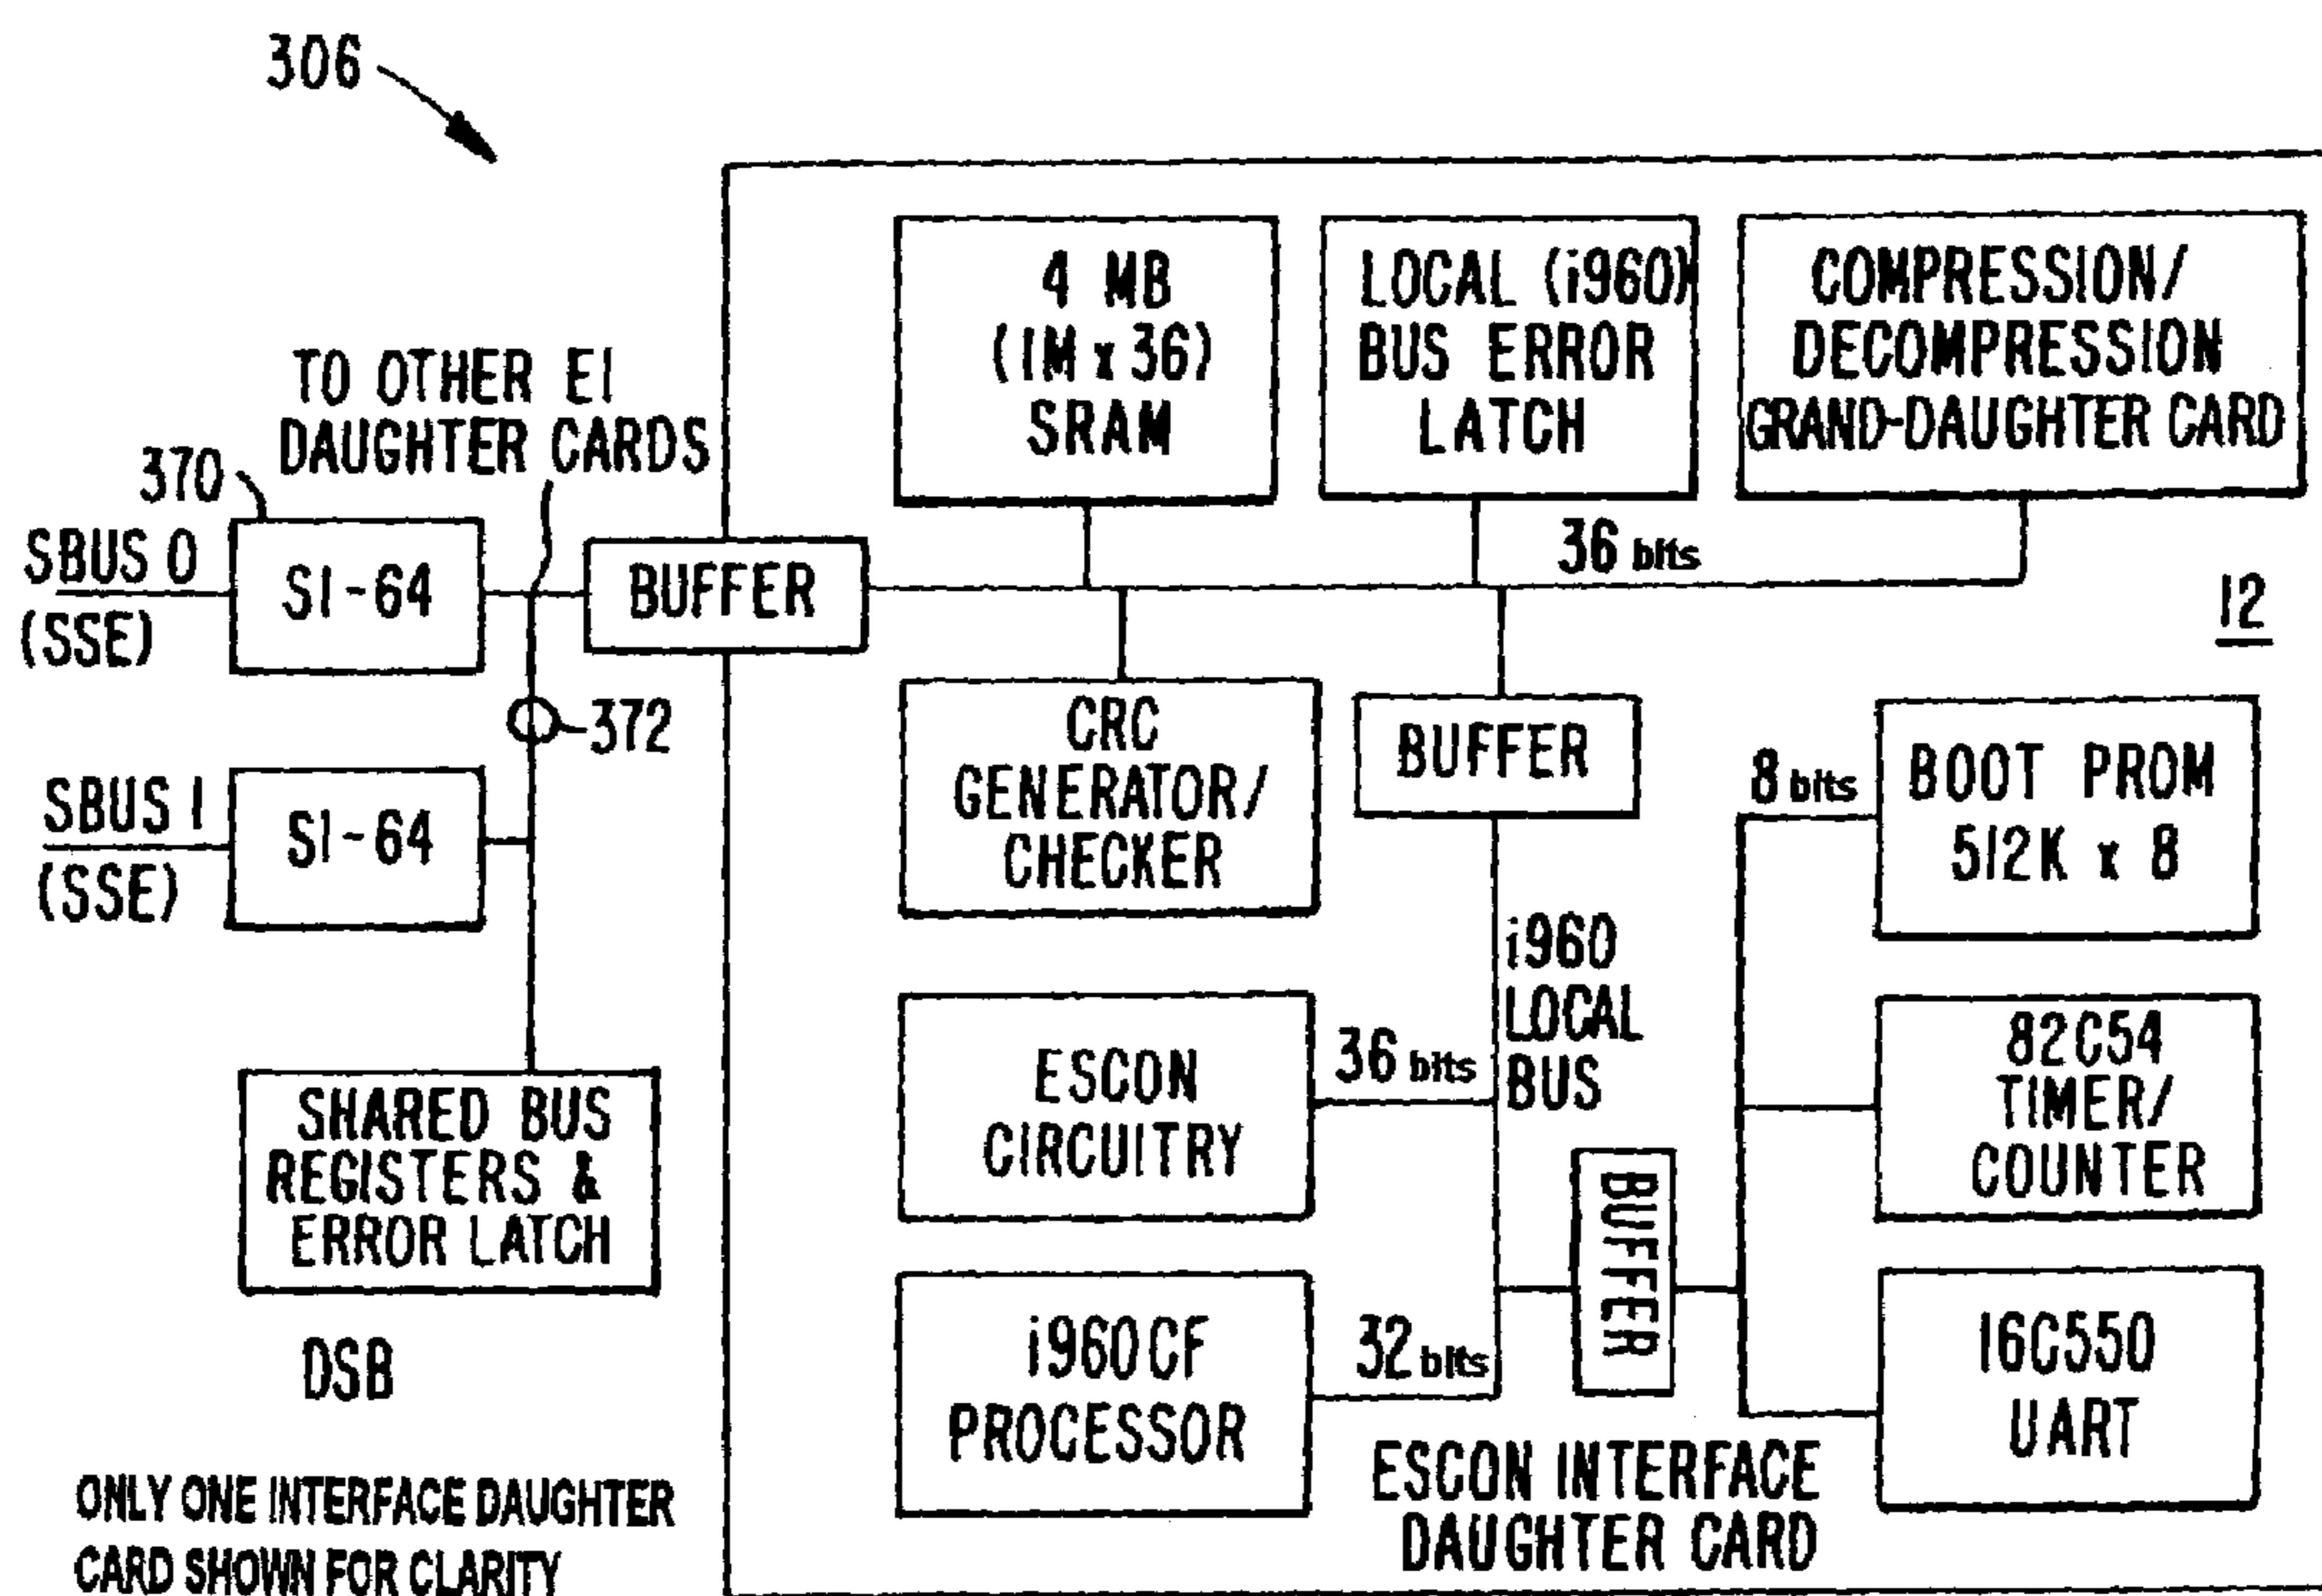 306
4 MB
(1M x 36)
SRAM
LOCAL (i960)
BUS ERROR
LATCH
COMPRESSION/
DECOMPRESSION
GRAND-DAUGHTER CARD
TO OTHER EI
DAUGHTER CARDS
370
SBUS 0
(SSE)
SI-64
BUFFER
36 bits
12
372
SBUS 1
(SSE)
SI-64
CRC
GENERATOR/
CHECKER
BUFFER
8 bits
BOOT PROM
512K x 8
i960
LOCAL
BUS
SHARED BUS
REGISTERS &
ERROR LATCH
ESCON
CIRCUITRY
36 bits
82C54
TIMER/
COUNTER
BUFFER
DSB
i960CF
PROCESSOR
32 bits
16C550
UART
ESCON INTERFACE
DAUGHTER CARD
ONLY ONE INTERFACE DAUGHTER
CARD SHOWN FOR CLARITY